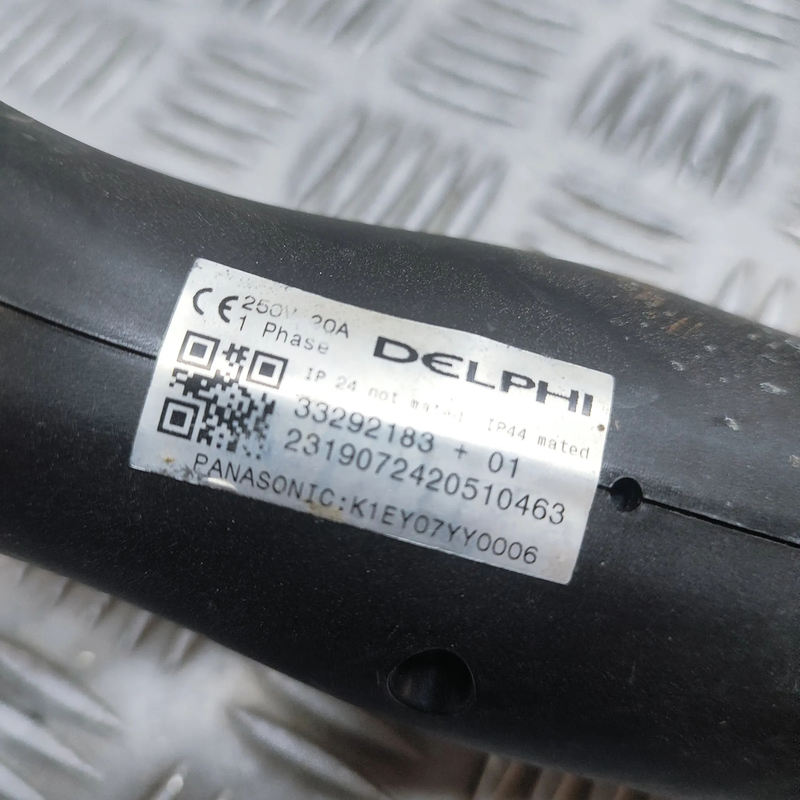 CE 250V 20A
1 Phase
DELPHI
IP 24 not mated IP44 mated
33292183 + 01
2319072420510463
PANASONIC:K1EY07YY0006